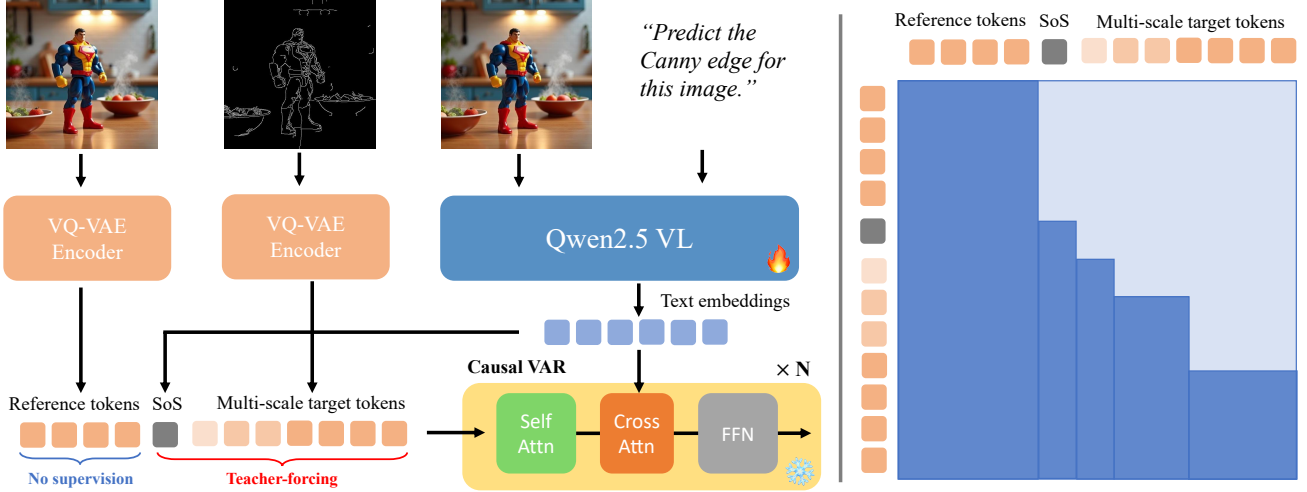 “Predict the
Canny edge for
this image.”
VQ-VAE
Encoder
VQ-VAE
Encoder
Qwen2.5 VL
Text embeddings
Causal VAR
× N
Reference tokens
SoS
Multi-scale target tokens
Self
Attn
Cross
Attn
FFN
No supervision
Teacher-forcing
Reference tokens
SoS
Multi-scale target tokens